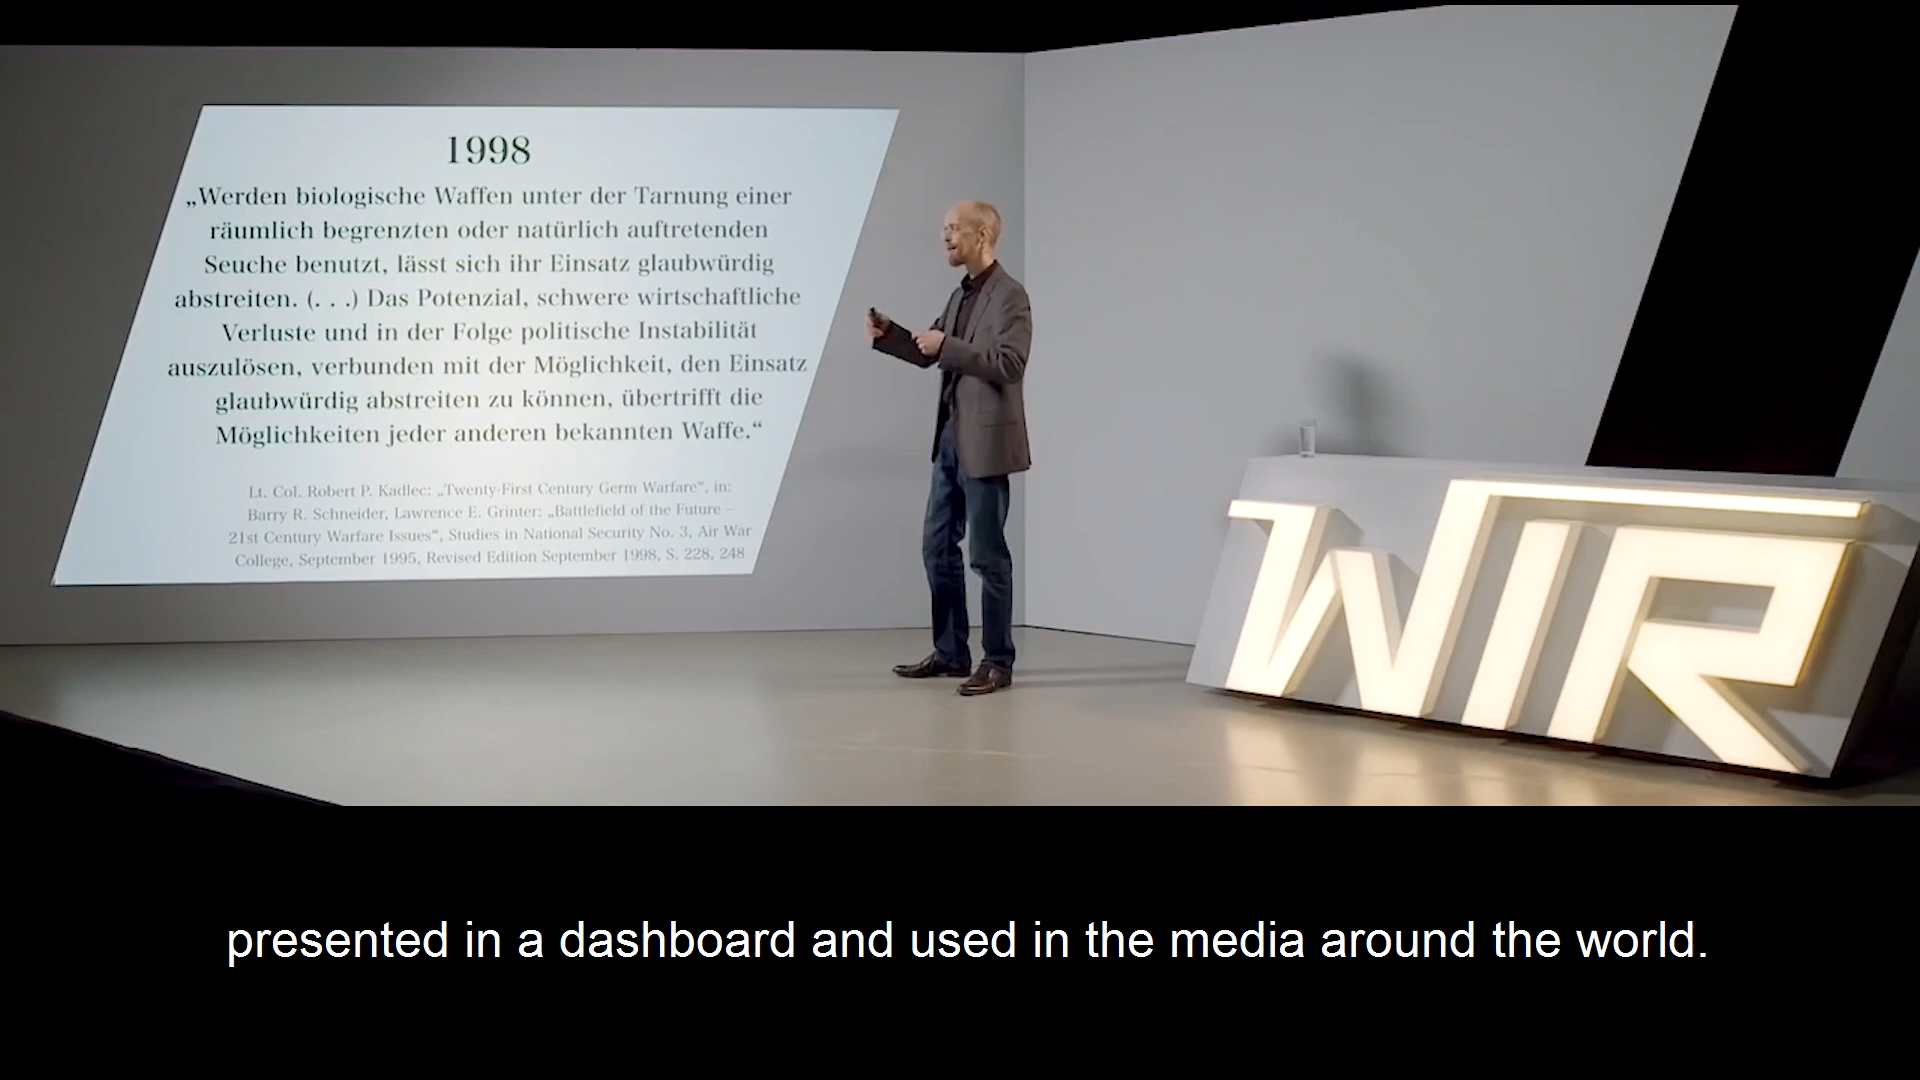 1998
„Werden biologische Waffen unter der Tarnung einer
räumlich begrenzten oder natürlich auftretenden
Seuche benutzt, lässt sich ihr Einsatz glaubwürdig
abstreiten. (. . .) Das Potenzial, schwere wirtschaftliche
Verluste und in der Folge politische Instabilität
auszulösen, verbunden mit der Möglichkeit, den Einsatz
glaubwürdig abstreiten zu können, übertrifft die
Möglichkeiten jeder anderen bekannten Waffe.“
Lt. Col. Robert P. Kadlec: „Twenty-First Century Germ Warfare“, in:
Barry R. Schneider, Lawrence E. Grinter: „Battlefield of the Future –
21st Century Warfare Issues“, Studies in National Security No. 3, Air War
College, September 1995, Revised Edition September 1998, S. 228, 248
WIR
presented in a dashboard and used in the media around the world.